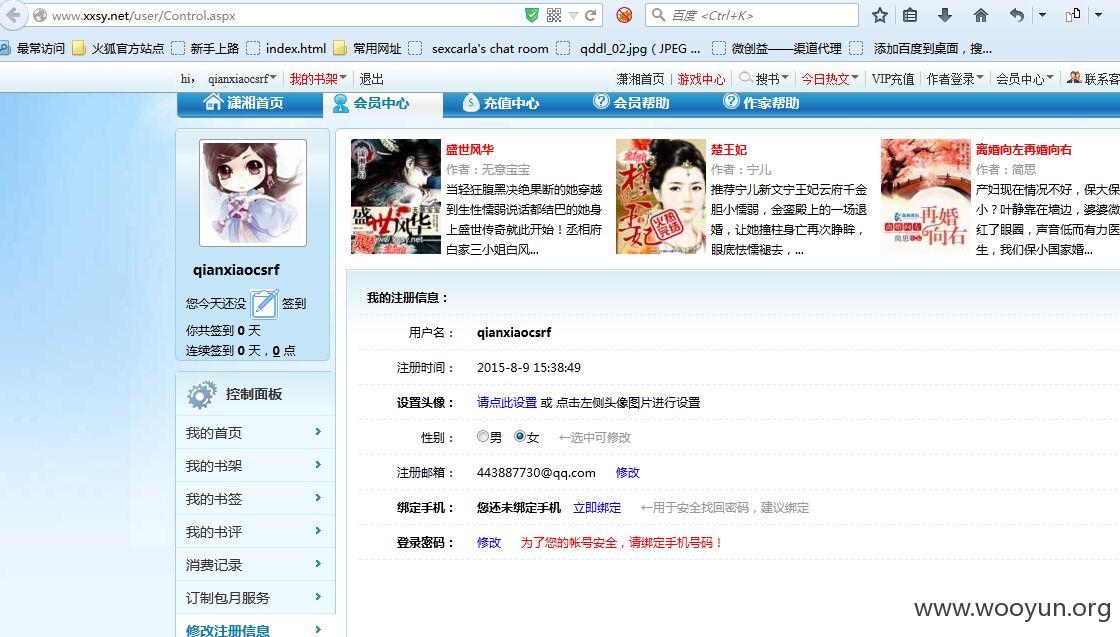 www.xxsy.net/user/Control.aspx
百度 <Ctrl+K>
最常访问 火狐官方站点 新手上路 index.html 常用网址 sexcarla's chat room qddl_02.jpg ( JPEG ... 微创益——渠道代理 添加百度到桌面，搜...
hi, qianxiaocsrf 我的书架 退出 潇湘首页 | 游戏中心 搜书 今日热文 VIP充值 作者登录 会员中心 联系客
潇湘首页 会员中心 充值中心 会员帮助 作家帮助
qianxiaocsrf
您今天还没 签到
你共签到 0 天
连续签到 0 天，0 点
控制面板
我的首页
我的书架
我的书签
我的书评
消费记录
订制包月服务
修改注册信息
盛世风华
作者：无意宝宝
当轻狂腹黑决绝果断的她穿越
到生性懦弱说话都结巴的她身
上盛世传奇就此开始！丞相府
白家三小姐白风...
楚王妃
作者：宁儿
推荐宁儿新文宁王妃云府千金
胆小懦弱，金銮殿上的一场退
婚，让她撞柱身亡再次睁眸，
眼底怯懦褪去，...
离婚向左再婚向右
作者：简思
产妇现在情况不好，保大保
小？叶静靠在墙边，婆婆微
红了眼圈，声音低而有力医
生，我们保小国家婚...
我的注册信息：
用户名： qianxiaocsrf
注册时间： 2015-8-9 15:38:49
设置头像： 请点此设置 或 点击左侧头像图片进行设置
性别： 男 女 ←选中可修改
注册邮箱： 443887730@qq.com 修改
绑定手机： 您还未绑定手机 立即绑定 ←用于安全找回密码，建议绑定
登录密码： 修改 为了您的帐号安全，请绑定手机号码！
www.wooyun.org